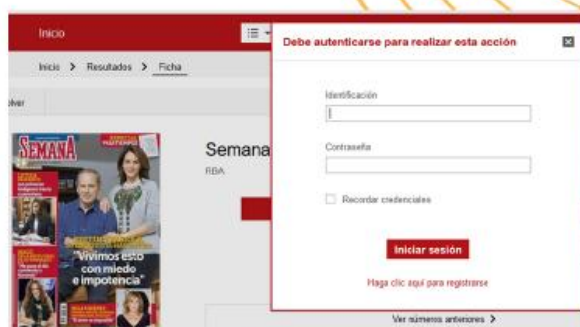 Inicio
Inicio > Resultados > Ficha
olver
SEMANA
"Vivimos esto
con miedo
e impotencia"
Semana
RBA
Debe autenticarse para realizar esta acción
Identificación
Contraseña
Recordar credenciales
Iniciar sesión
Haga clic aquí para registrarse
Ver números anteriores >